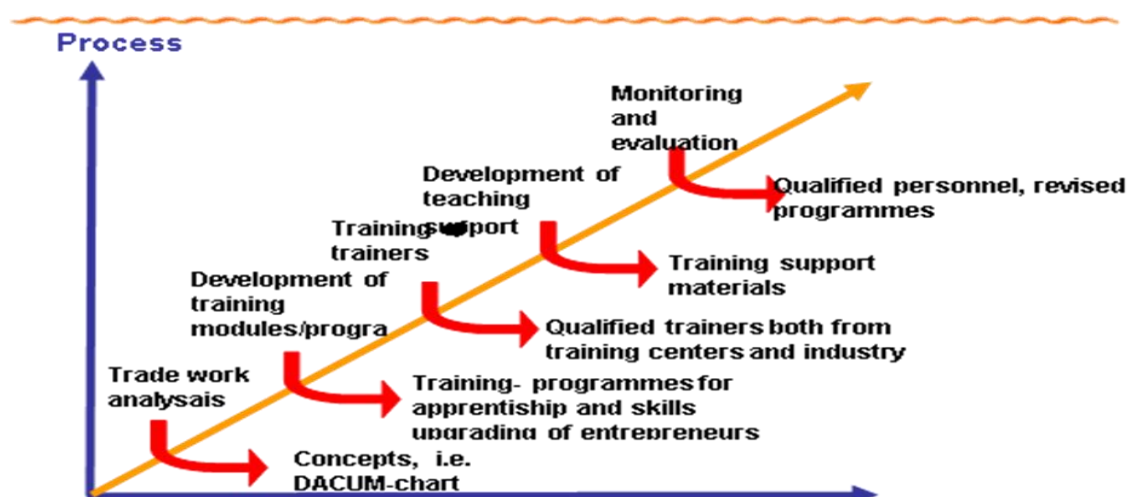 Process
Monitoring
and
evaluation
Qualified personnel, revised
programmes
Development of
teaching
support
Training support
materials
Training of
trainers
Qualified trainers both from
training centers and industry
Development of
training
modules/progra
Training- programmes for
apprentiship and skills
upgrading of entrepreneurs
Trade work
analysais
Concepts, i.e.
DACUM-chart